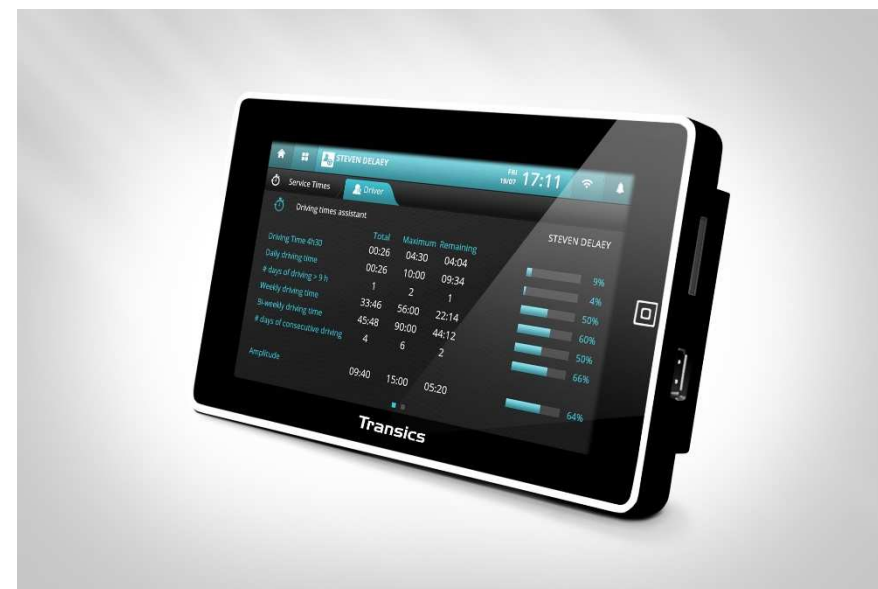 STEVEN DELAEY FRI 19/07 17:11
Service Times Driver
Driving times assistant STEVEN DELAEY
Total Maximum Remaining
Driving Time 4h30 00:26 04:30 04:04 9%
Daily driving time 00:26 10:00 09:34 4%
# days of driving > 9 h 1 2 1 50%
Weekly driving time 33:46 56:00 22:14 60%
Bi-weekly driving time 45:48 90:00 44:12 50%
# days of consecutive driving 4 6 2 66%
Amplitude 09:40 15:00 05:20 64%
Transics